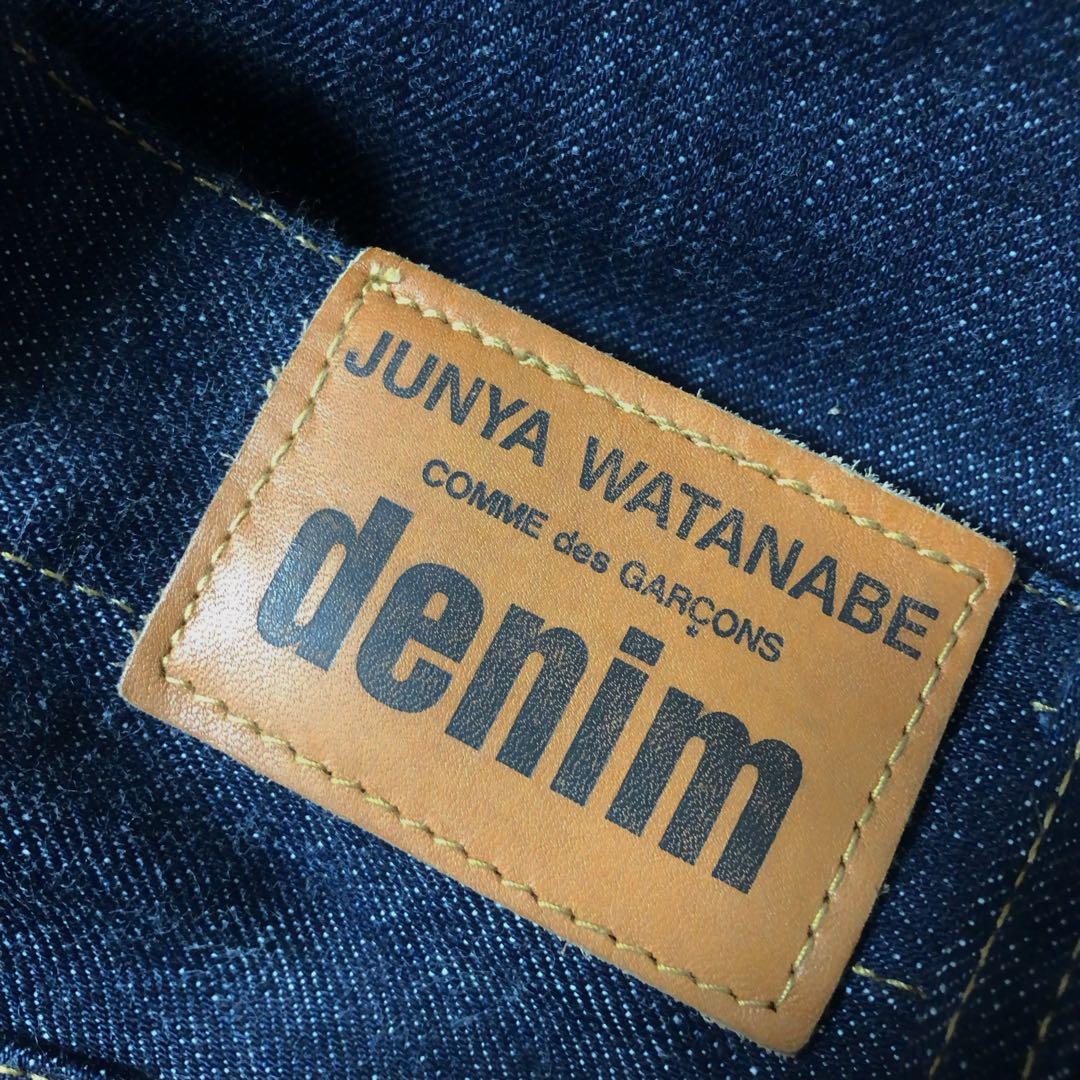 JUNYA WATANABE
COMME des GARÇONS
denim